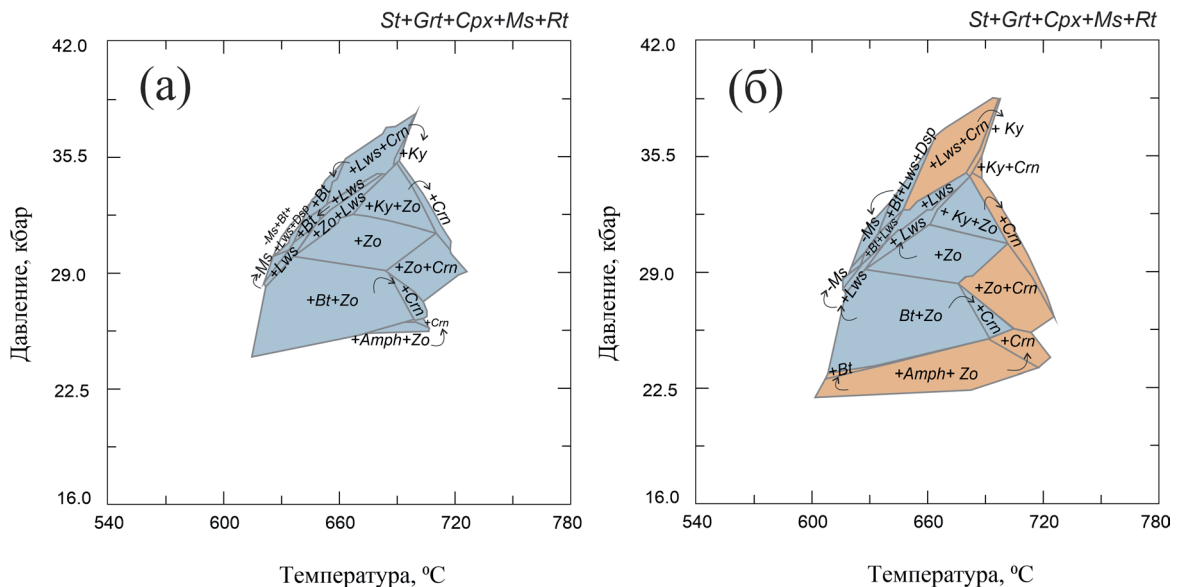 St+Grt+Cpx+Ms+Rt
(а)
42.0
35.5
29.0
22.5
16.0
540
600
660
720
780
Давление, кбар
Температура, ºC
+Lws+Crn
+Ky
+Bt
+Lws
-Ms+Bt+
+Lws+Dsp
+Bt
+Zo+Lws
+Ky+Zo
+Crn
-Ms
+Lws
+Zo
+Zo+Crn
+Bt+Zo
+Crn
+Crn
+Amph+Zo
St+Grt+Cpx+Ms+Rt
(б)
42.0
35.5
29.0
22.5
16.0
540
600
660
720
780
Давление, кбар
Температура, ºC
+Lws+Crn
+ Ky
+Bt+Lws+Dsp
+Ky+Crn
-Ms
+Lws
+Bt+Lws
+ Lws
+ Ky+Zo
+Crn
-Ms
+Lws
+Zo
+Zo+Crn
Bt+Zo
+Crn
+Crn
+Bt
+Amph+ Zo